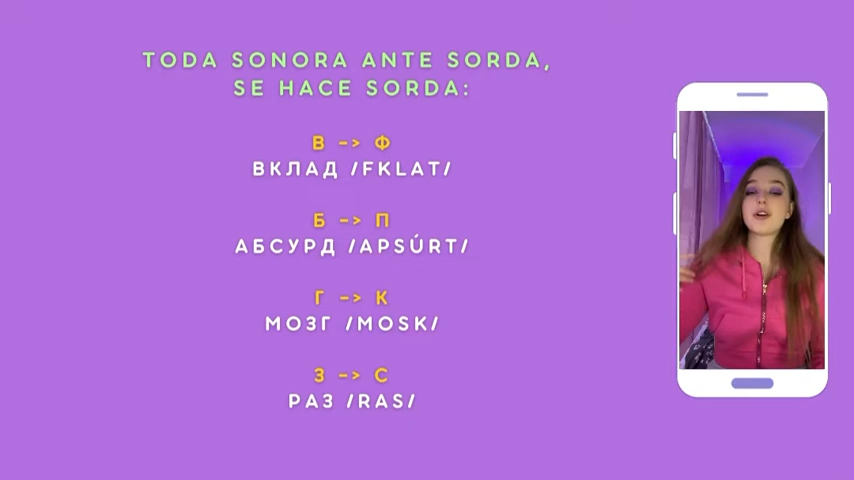 TODA SONORA ANTE SORDA,
SE HACE SORDA:
В -> Ф
ВКЛАД /FKLAT/
Б -> П
АБСУРД /APSÚRT/
Г -> К
МОЗГ /MOSK/
З -> С
РАЗ /RAS/